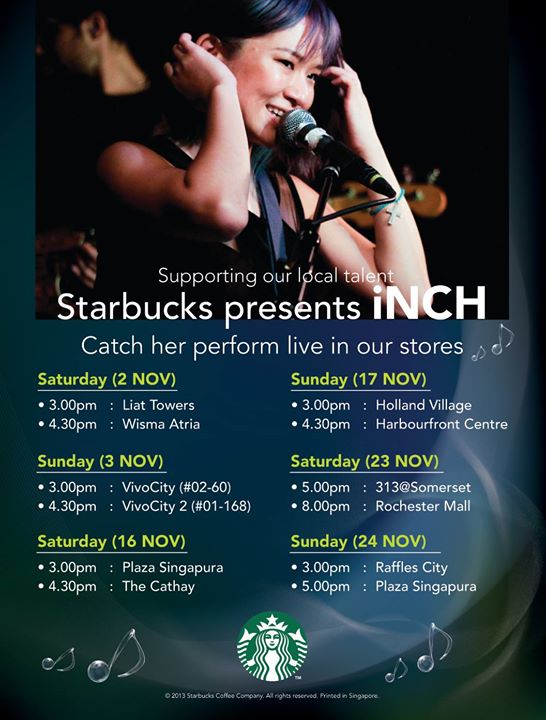 Supporting our local talent
Starbucks presents iNCH
Catch her perform live in our stores
Saturday (2 NOV)
• 3.00pm : Liat Towers
• 4.30pm : Wisma Atria
Sunday (3 NOV)
• 3.00pm : VivoCity (#02-60)
• 4.30pm : VivoCity 2 (#01-168)
Saturday (16 NOV)
• 3.00pm : Plaza Singapura
• 4.30pm : The Cathay
Sunday (17 NOV)
• 3.00pm : Holland Village
• 4.30pm : Harbourfront Centre
Saturday (23 NOV)
• 5.00pm : 313@Somerset
• 8.00pm : Rochester Mall
Sunday (24 NOV)
• 3.00pm : Raffles City
• 5.00pm : Plaza Singapura
TM
© 2013 Starbucks Coffee Company. All rights reserved. Printed in Singapore.